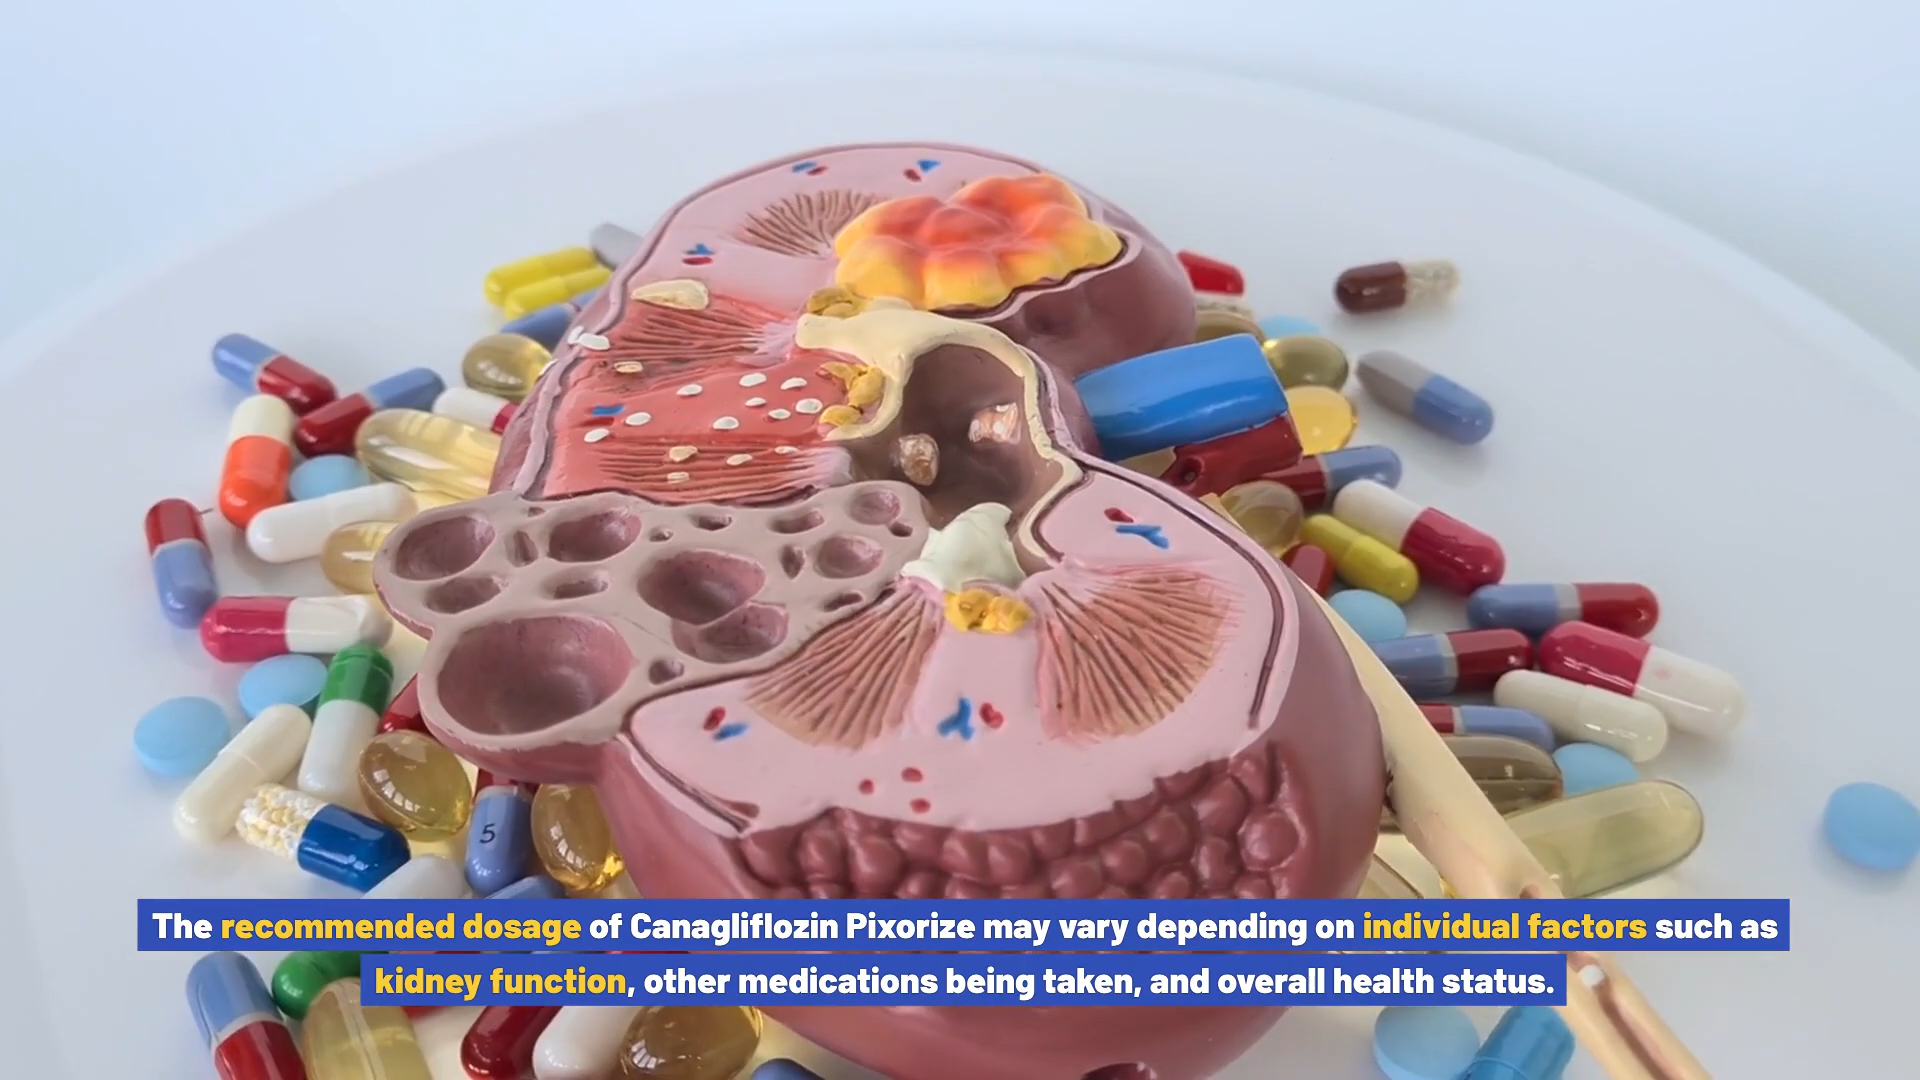 5
The recommended dosage of Canagliflozin Pixorize may vary depending on individual factors such as
kidney function, other medications being taken, and overall health status.